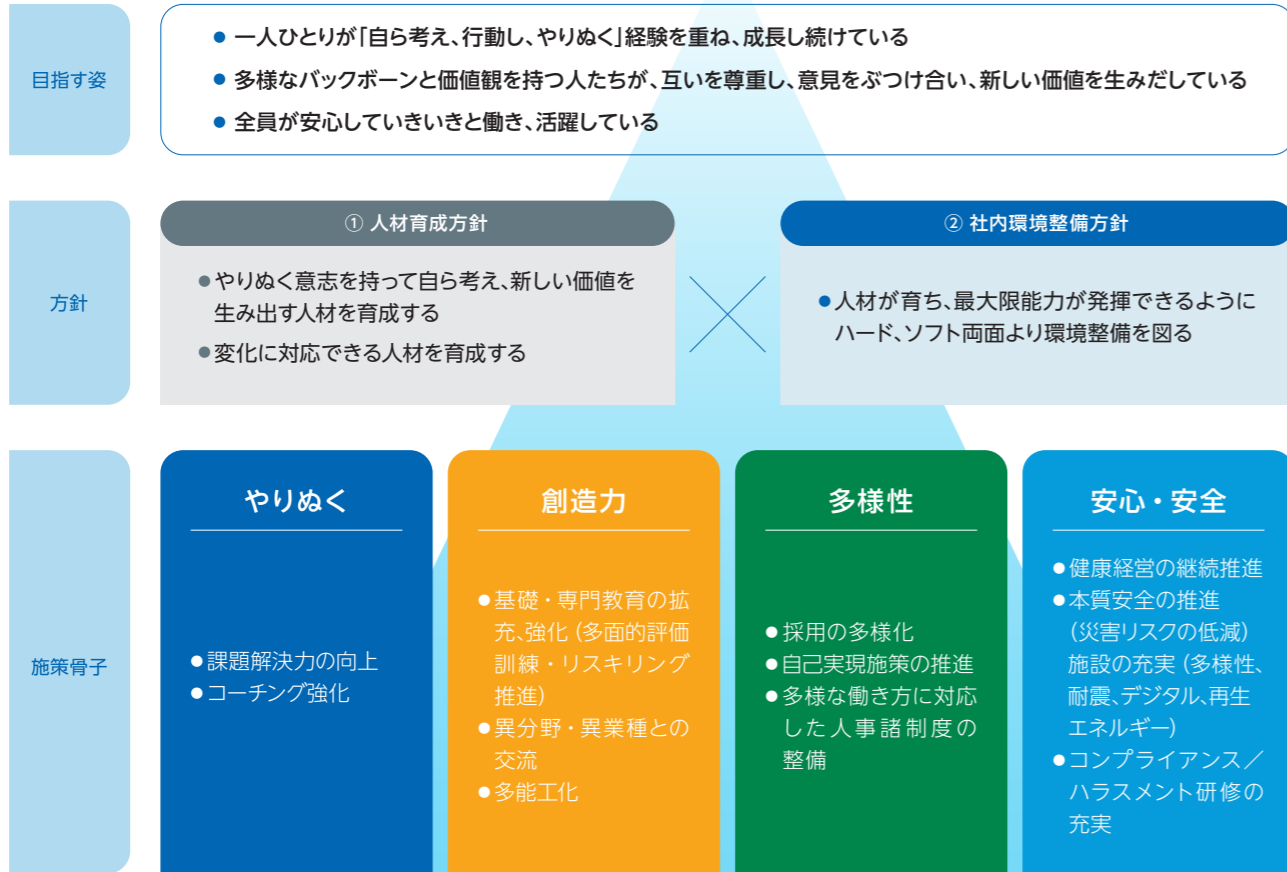 目指す姿
● 一人ひとりが「自ら考え、行動し、やりぬく」経験を重ね、成長し続けている
● 多様なバックボーンと価値観を持つ人たちが、互いを尊重し、意見をぶつけ合い、新しい価値を生みだしている
● 全員が安心していきいきと働き、活躍している
方針
① 人材育成方針
●やりぬく意志を持って自ら考え、新しい価値を
生み出す人材を育成する
●変化に対応できる人材を育成する
② 社内環境整備方針
●人材が育ち、最大限能力が発揮できるように
ハード、ソフト両面より環境整備を図る
施策骨子
やりぬく
●課題解決力の向上
●コーチング強化
創造力
●基礎・専門教育の拡
充、強化（多面的評価
訓練・リスキリング
推進）
●異分野・異業種との
交流
●多能工化
多様性
●採用の多様化
●自己実現施策の推進
●多様な働き方に対応
した人事諸制度の
整備
安心・安全
●健康経営の継続推進
●本質安全の推進
（災害リスクの低減）
施設の充実（多様性、
耐震、デジタル、再生
エネルギー）
●コンプライアンス／
ハラスメント研修の
充実